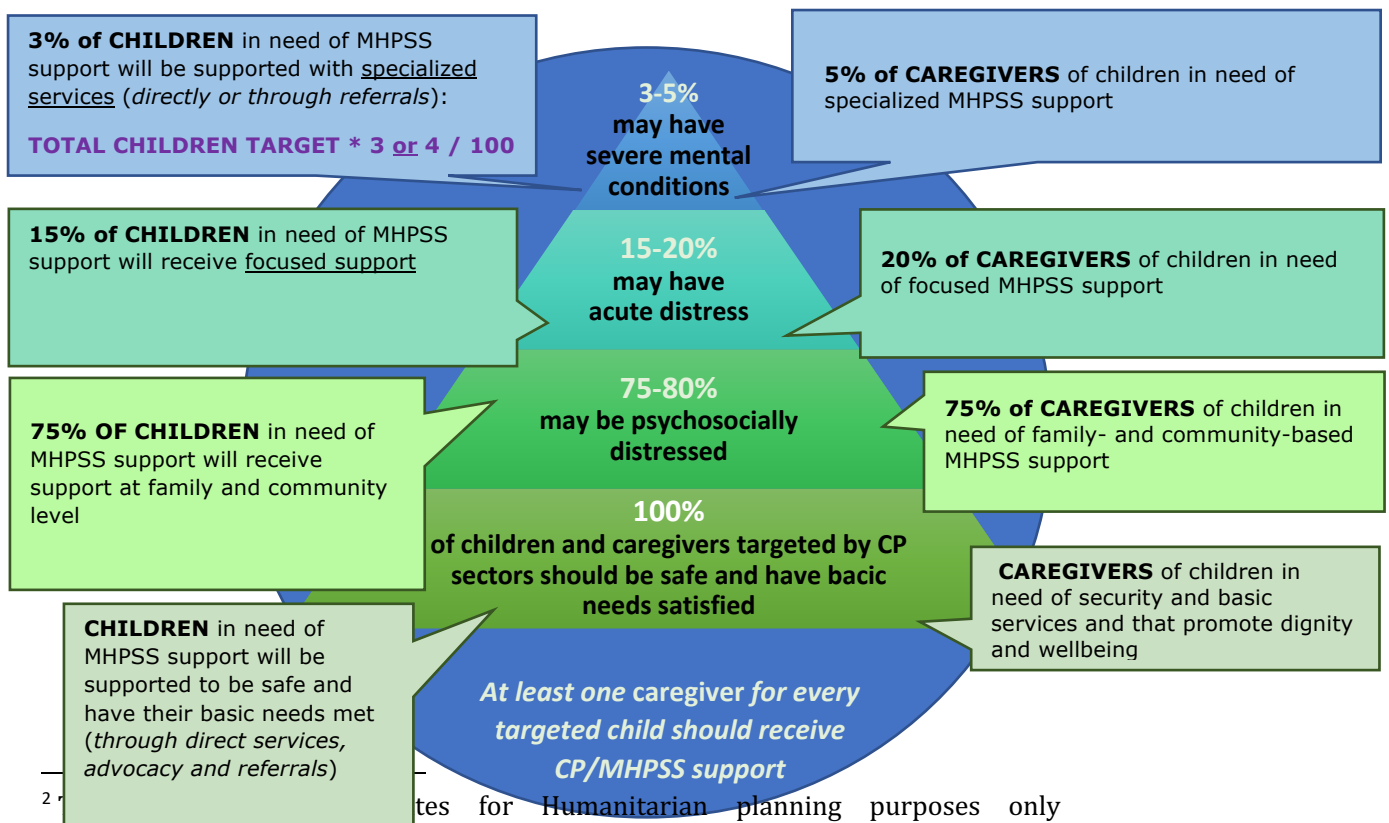 3% of CHILDREN in need of MHPSS
support will be supported with specialized
services (directly or through referrals):
TOTAL CHILDREN TARGET * 3 or 4 / 100
3-5%
may have
severe mental
conditions
5% of CAREGIVERS of children in need of
specialized MHPSS support
15% of CHILDREN in need of MHPSS
support will receive focused support
15-20%
may have
acute distress
20% of CAREGIVERS of children in need
of focused MHPSS support
75% OF CHILDREN in need of
MHPSS support will receive
support at family and community
level
75-80%
may be psychosocially
distressed
75% of CAREGIVERS of children in
need of family- and community-based
MHPSS support
100%
of children and caregivers targeted by CP
sectors should be safe and have bacic
needs satisfied
CAREGIVERS of children in
need of security and basic
services and that promote dignity
and wellbeing
CHILDREN in need of
MHPSS support will be
supported to be safe and
have their basic needs met
(through direct services,
advocacy and referrals)
At least one caregiver for every
targeted child should receive
CP/MHPSS support
2 tes for Humanitarian planning purposes only